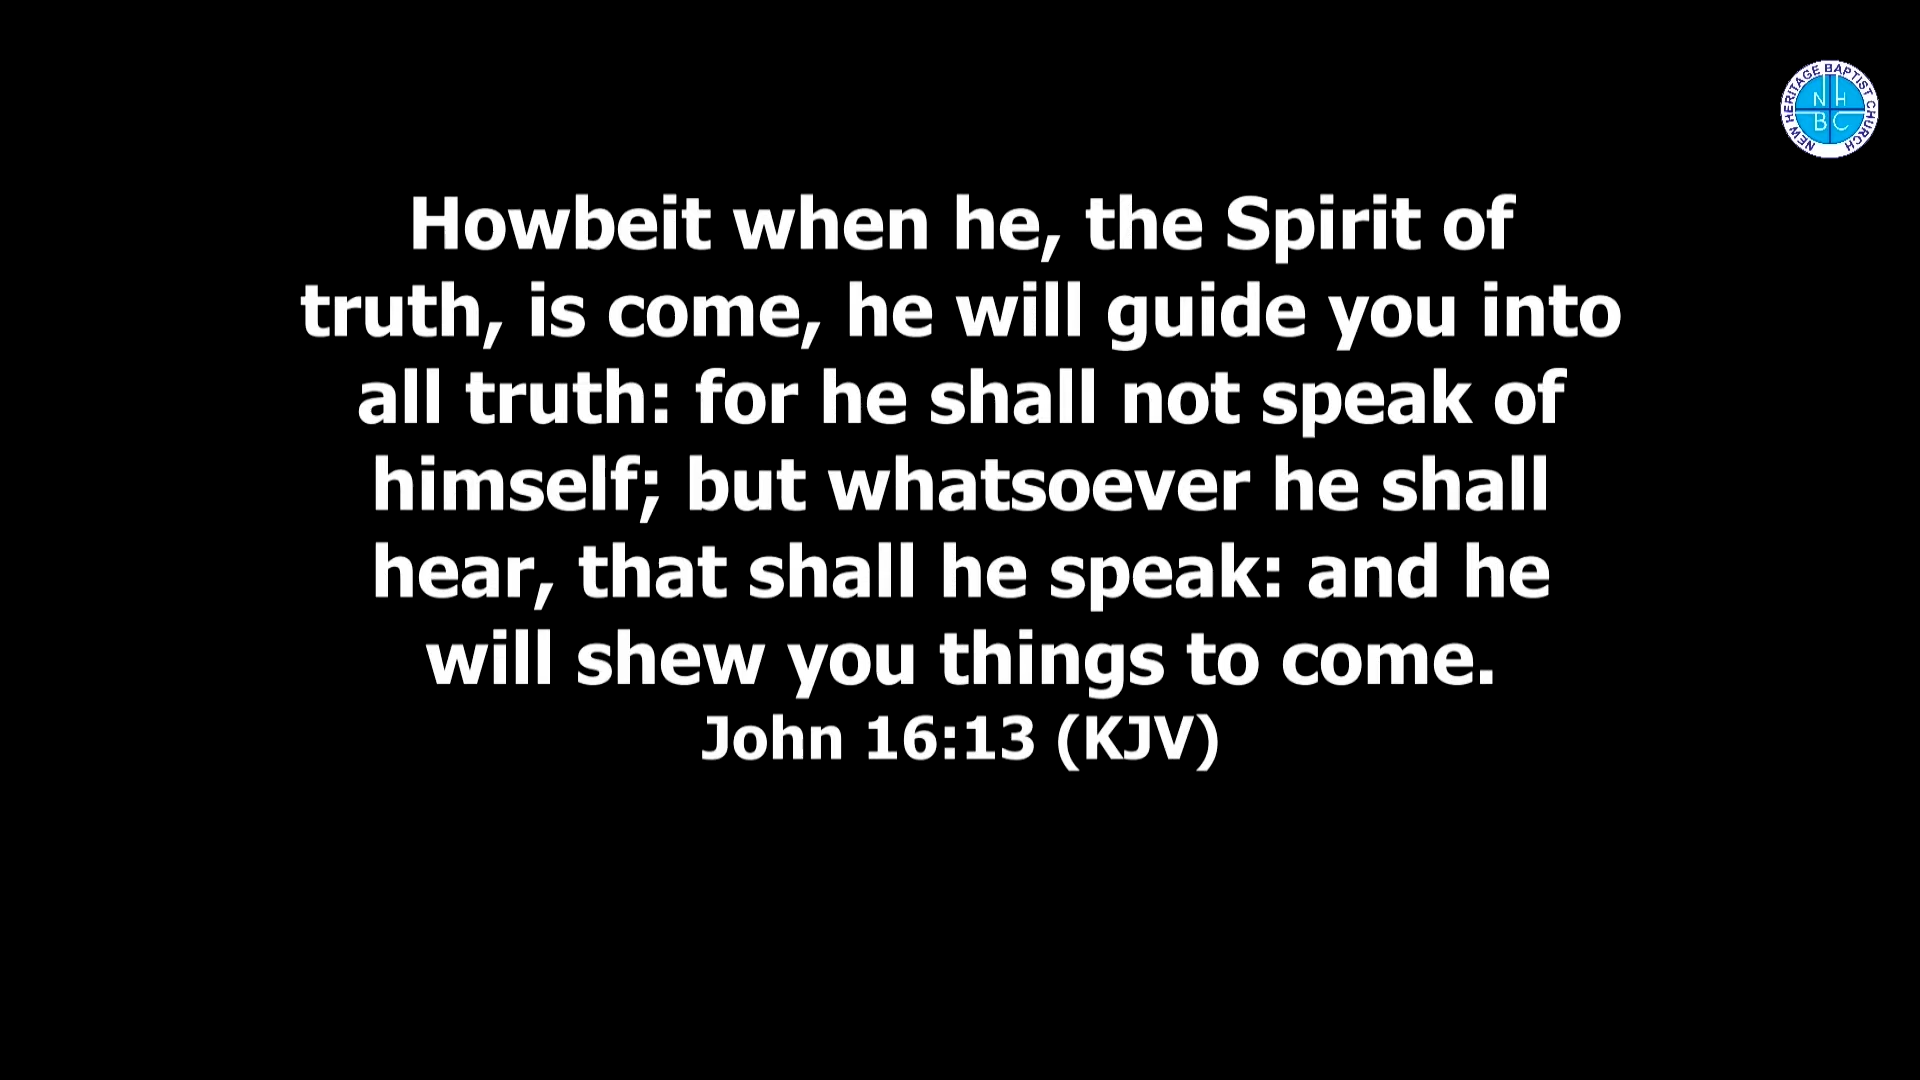 NEW HERITAGE BAPTIST CHURCH
N H
B C
Howbeit when he, the Spirit of
truth, is come, he will guide you into
all truth: for he shall not speak of
himself; but whatsoever he shall
hear, that shall he speak: and he
will shew you things to come.
John 16:13 (KJV)